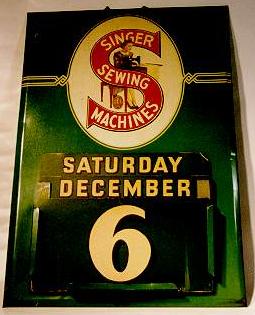 SINGER
SEWING
MACHINES
SATURDAY
DECEMBER
6